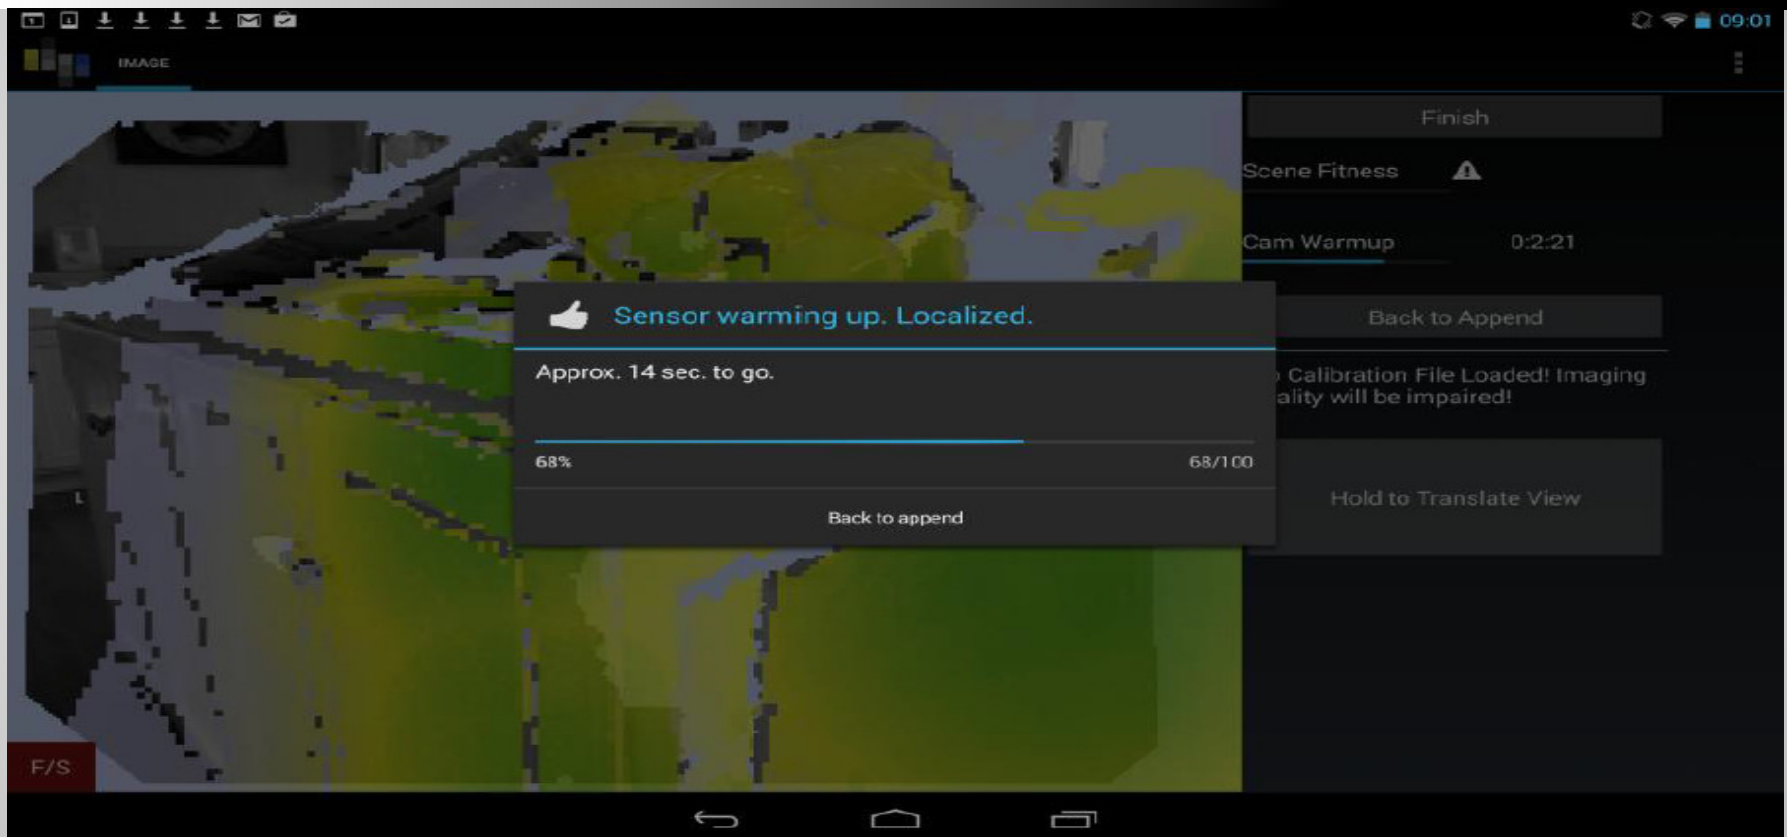 09:01
IMAGE
Finish
Scene Fitness
Cam Warmup 0:2:21
Sensor warming up. Localized.
Back to Append
Approx. 14 sec. to go.
Calibration File Loaded! Imaging
will be impaired!
68% 68/100
Hold to Translate View
L
Back to append
F/S